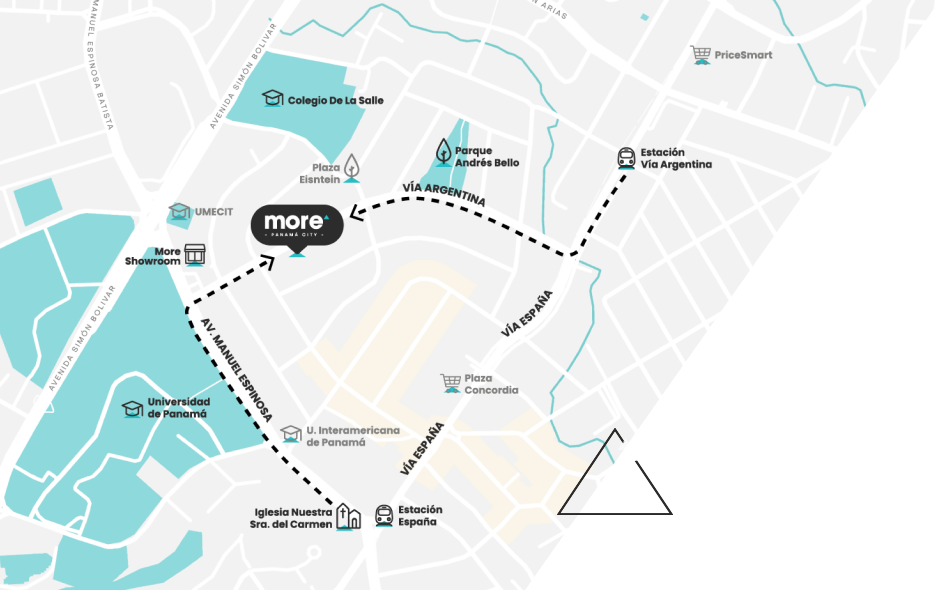 MANUEL ESPINOSA BATISTA
AVENIDA SIMÓN BOLIVAR
ARIAS
PriceSmart
Colegio De La Salle
Parque
Andrés Bello
Estación
Vía Argentina
Plaza
Eisntein
VÍA ARGENTINA
UMECIT
more
PANAMÁ CITY
More
Showroom
AVENIDA SIMÓN BOLIVAR
VÍA ESPAÑA
AV. MANUEL ESPINOSA
Plaza
Concordia
Universidad
de Panamá
U. Interamericana
de Panamá
VÍA ESPAÑA
Iglesia Nuestra
Sra. del Carmen
Estación
España